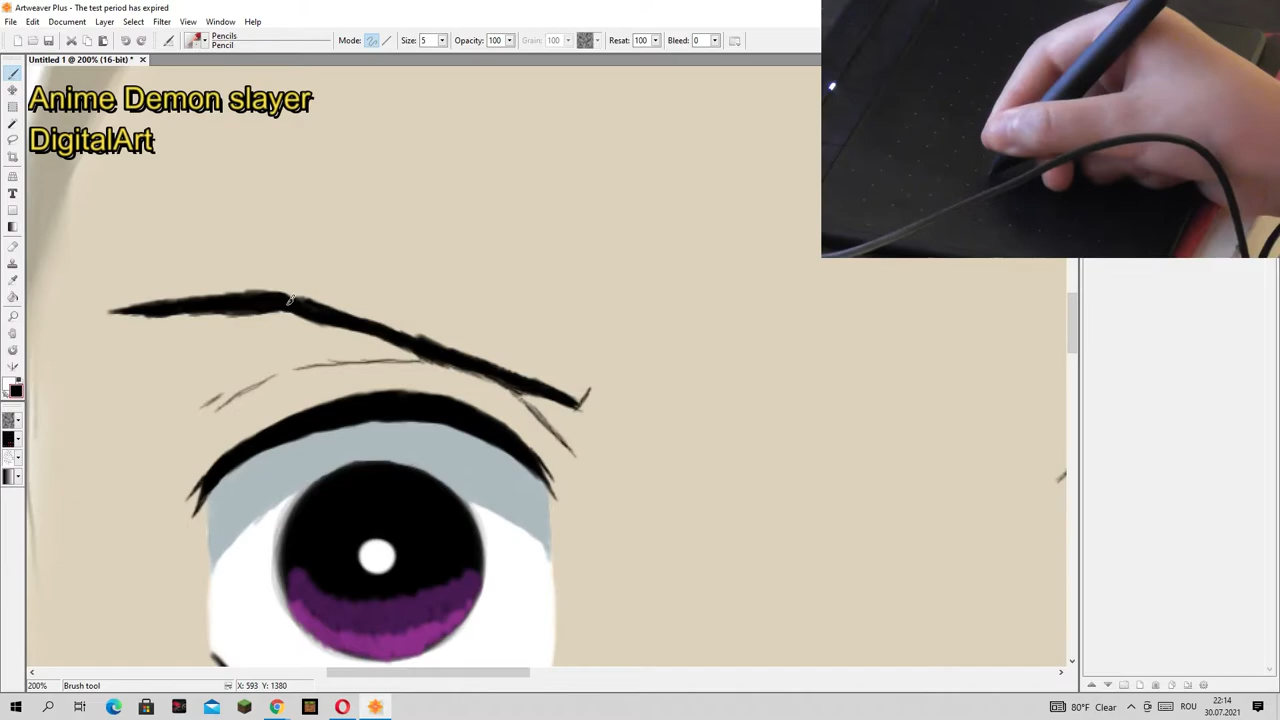 Artweaver Plus - The test period has expired
File Edit Document Layer Select Filter View Window Help
Pencils
Pencil
Mode: Size: 5 Opacity: 100 Grain: 100 Resat: 100 Bleed: 0
Untitled 1 @ 200% (16-bit) *
Anime Demon slayer
DigitalArt
200% Brush tool X: 593 Y: 1380
80°F Clear ROU 22:14
30.07.2021